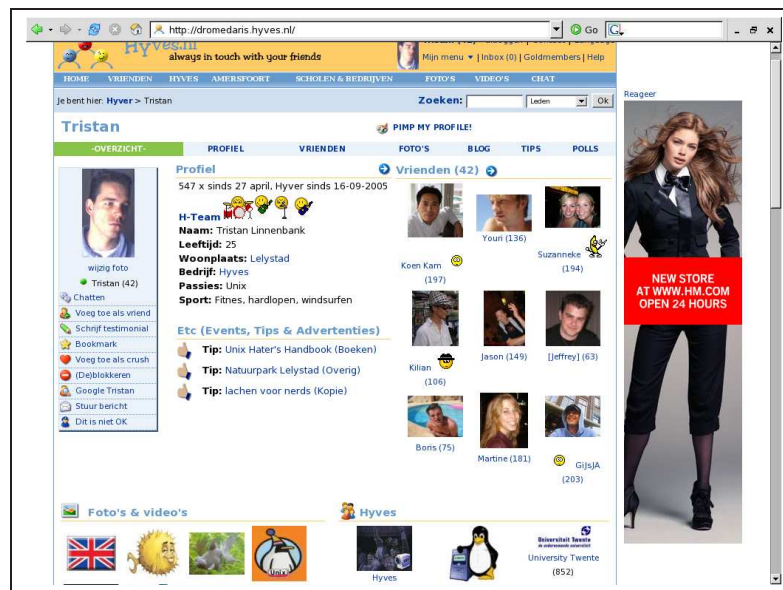 http://dromedaris.hyves.nl/
Go
G
Hyves.nl
always in touch with your friends
Mijn menu | Inbox (0) | Goldmembers | Help
HOME VRIENDEN HYVES AMERSFOORT SCHOLEN & BEDRIJVEN FOTO'S VIDEO'S CHAT
Je bent hier: Hyver > Tristan
Zoeken: Leden Ok
Reageer
Tristan
PIMP MY PROFILE!
-OVERZICHT- PROFIEL VRIENDEN FOTO'S BLOG TIPS POLLS
wijzig foto
Tristan (42)
Chatten
Voeg toe als vriend
Schrijf testimonial
Bookmark
Voeg toe als crush
(De)blokkeren
Google Tristan
Stuur bericht
Dit is niet OK
Profiel
547 x sinds 27 april, Hyver sinds 16-09-2005
H-Team
Naam: Tristan Linnenbank
Leeftijd: 25
Woonplaats: Lelystad
Bedrijf: Hyves
Passies: Unix
Sport: Fitnes, hardlopen, windsurfen
Etc (Events, Tips & Advertenties)
Tip: Unix Hater's Handbook (Boeken)
Tip: Natuurpark Lelystad (Overig)
Tip: lachen voor nerds (Kopie)
Vrienden (42)
Koen Kam
(197)
Youri (136)
Suzanneke
(194)
Kilian
(106)
Jason (149)
[Jeffrey] (63)
Boris (75)
Martine (181)
GiJsJA
(203)
NEW STORE
AT WWW.HM.COM
OPEN 24 HOURS
Foto's & video's
Unix
Hyves
Hyves
Universiteit Twente
University Twente
(852)